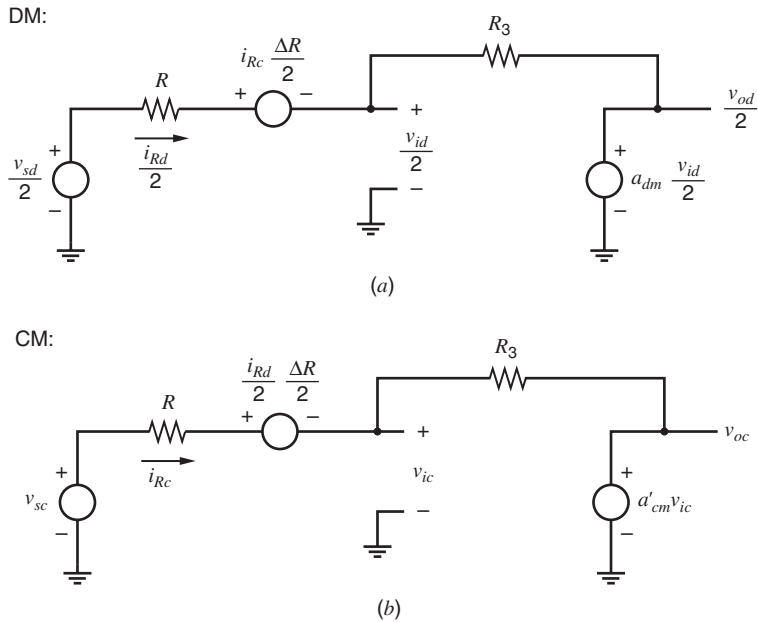 DM:
R₃
i_Rc ΔR/2
R
+ −
i_Rd/2
+
v_sd/2
−
+
v_id/2
−
v_od/2
+
a_dm v_id/2
−
(a)
CM:
R₃
i_Rd/2 ΔR/2
R
+ −
i_Rc
+
v_sc
−
+
v_ic
−
v_oc
+
a′_cm v_ic
−
(b)